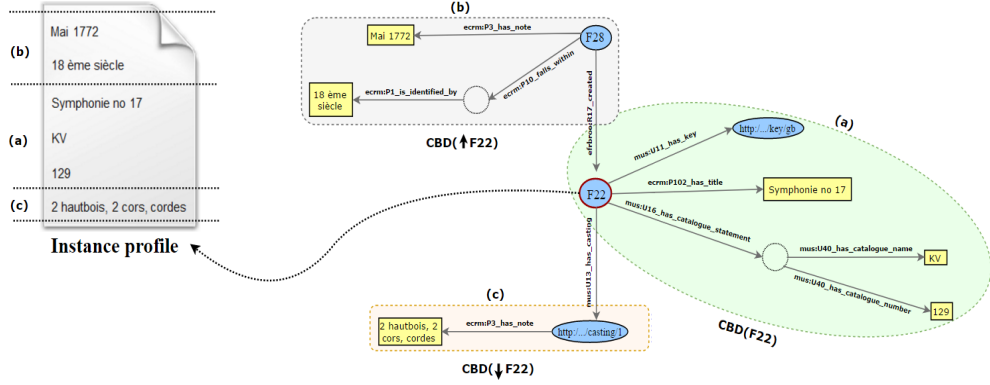 (b)
Mai 1772
18 ème siècle
(a)
Symphonie no 17
KV
129
(c)
2 hautbois, 2 cors, cordes
Instance profile
(b)
Mai 1772
ecrm:P3_has_note
F28
18 ème
siècle
ecrm:P1_is_identified_by
ecrm:P10_falls_within
CBD(↑F22)
efrbroo:R17_created
(a)
mus:U11_has_key
http:/.../key/gb
F22
ecrm:P102_has_title
Symphonie no 17
mus:U16_has_catalogue_statement
mus:U40_has_catalogue_name
KV
mus:U40_has_catalogue_number
129
CBD(F22)
mus:U13_has_casting
(c)
2 hautbois, 2
cors, cordes
ecrm:P3_has_note
http:/.../casting/1
CBD(↓F22)